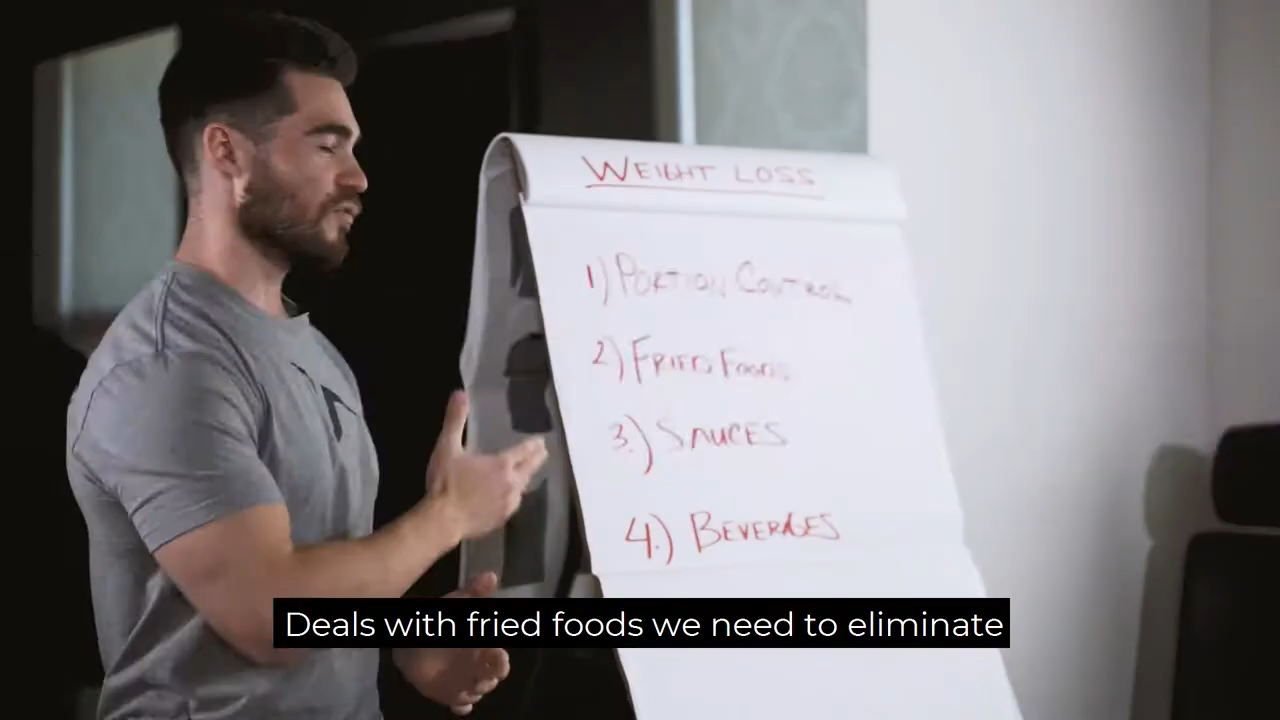 WEIGHT LOSS
1) PORTION CONTROL
2) FRIED FOODS
3.) SAUCES
4.) BEVERAGES
Deals with fried foods we need to eliminate